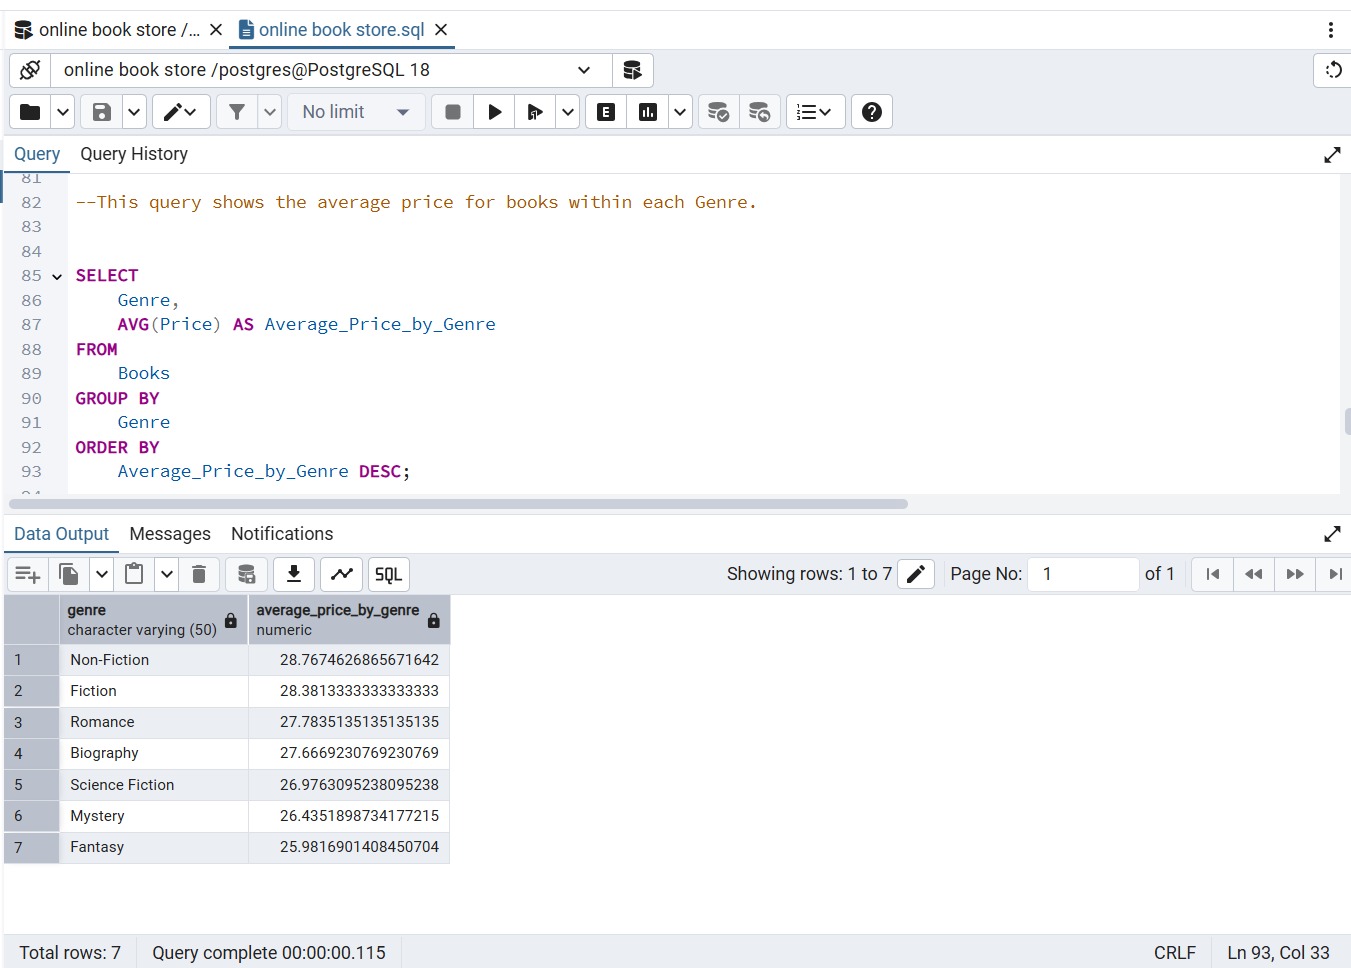 online book store /...
online book store.sql
online book store /postgres@PostgreSQL 18
No limit
E
Query Query History
81
82 --This query shows the average price for books within each Genre.
83
84
85 SELECT
86 Genre,
87 AVG(Price) AS Average_Price_by_Genre
88 FROM
89 Books
90 GROUP BY
91 Genre
92 ORDER BY
93 Average_Price_by_Genre DESC;
Data Output Messages Notifications
SQL Showing rows: 1 to 7 Page No: 1 of 1
genre average_price_by_genre
character varying (50) numeric
1 Non-Fiction 28.7674626865671642
2 Fiction 28.3813333333333333
3 Romance 27.7835135135135135
4 Biography 27.6669230769230769
5 Science Fiction 26.9763095238095238
6 Mystery 26.4351898734177215
7 Fantasy 25.9816901408450704
Total rows: 7 Query complete 00:00:00.115 CRLF Ln 93, Col 33